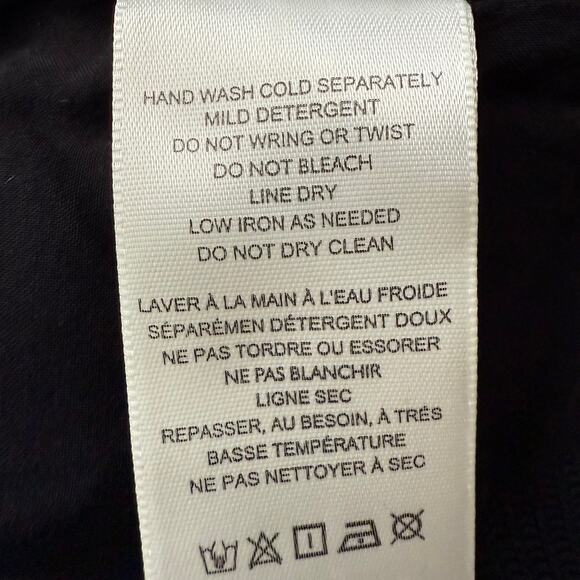 HAND WASH COLD SEPARATELY
MILD DETERGENT
DO NOT WRING OR TWIST
DO NOT BLEACH
LINE DRY
LOW IRON AS NEEDED
DO NOT DRY CLEAN
LAVER À LA MAIN À L'EAU FROIDE
SÉPARÉMEN DÉTERGENT DOUX
NE PAS TORDRE OU ESSORER
NE PAS BLANCHIR
LIGNE SEC
REPASSER, AU BESOIN, À TRÉS
BASSE TEMPÉRATURE
NE PAS NETTOYER À SEC